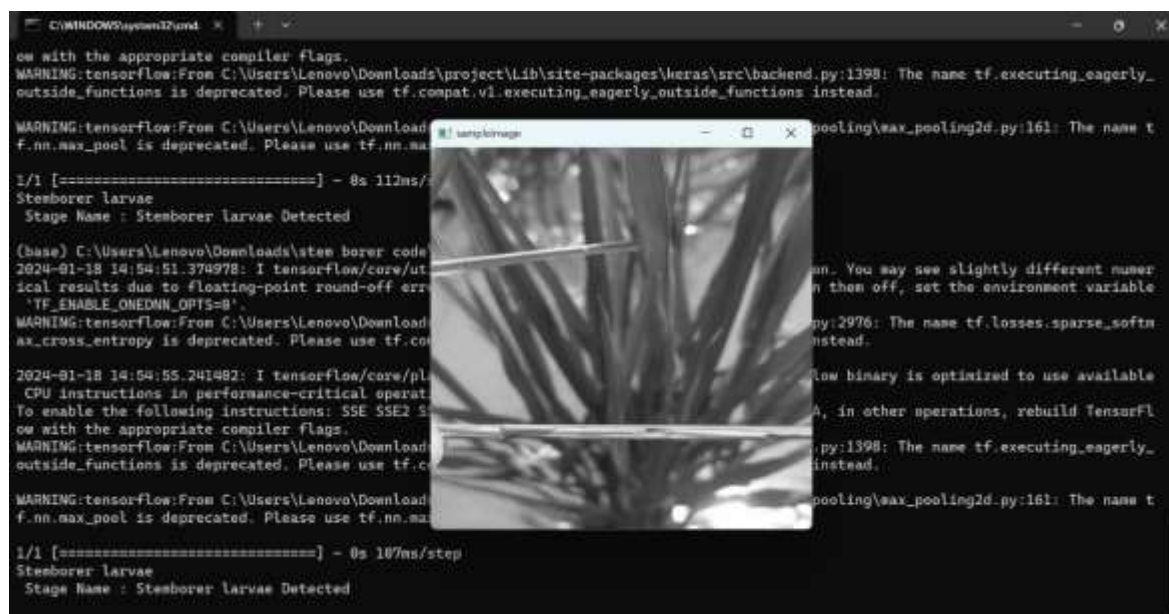 C:\WINDOWS\system32\cmd.
ow with the appropriate compiler flags.
WARNING:tensorflow:From C:\Users\Lenovo\Downloads\project\Lib\site-packages\keras\src\backend.py:1398: The name tf.executing_eagerly_
outside_functions is deprecated. Please use tf.compat.v1.executing_eagerly_outside_functions instead.
WARNING:tensorflow:From C:\Users\Lenovo\Download pooling\max_pooling2d.py:161: The name t
f.nn.max_pool is deprecated. Please use tf.nn.ma
sampleimage
1/1 [==============================] - 0s 112ms/
Stemborer larvae
Stage Name : Stemborer larvae Detected
(base) C:\Users\Lenovo\Downloads\stem borer code
2024-01-18 14:54:51.374978: I tensorflow/core/ut on. You may see slightly different numer
ical results due to floating-point round-off erro n them off, set the environment variable
'TF_ENABLE_ONEDNN_OPTS=0'.
WARNING:tensorflow:From C:\Users\Lenovo\Download py:2976: The name tf.losses.sparse_softm
ax_cross_entropy is deprecated. Please use tf.co nstead.
2024-01-18 14:54:55.241402: I tensorflow/core/pl low binary is optimized to use available
CPU instructions in performance-critical operat
To enable the following instructions: SSE SSE2 S A, in other operations, rebuild TensorFl
ow with the appropriate compiler flags.
WARNING:tensorflow:From C:\Users\Lenovo\Download .py:1398: The name tf.executing_eagerly_
outside_functions is deprecated. Please use tf.c instead.
WARNING:tensorflow:From C:\Users\Lenovo\Download pooling\max_pooling2d.py:161: The name t
f.nn.max_pool is deprecated. Please use tf.nn.ma
1/1 [==============================] - 0s 107ms/step
Stemborer larvae
Stage Name : Stemborer larvae Detected